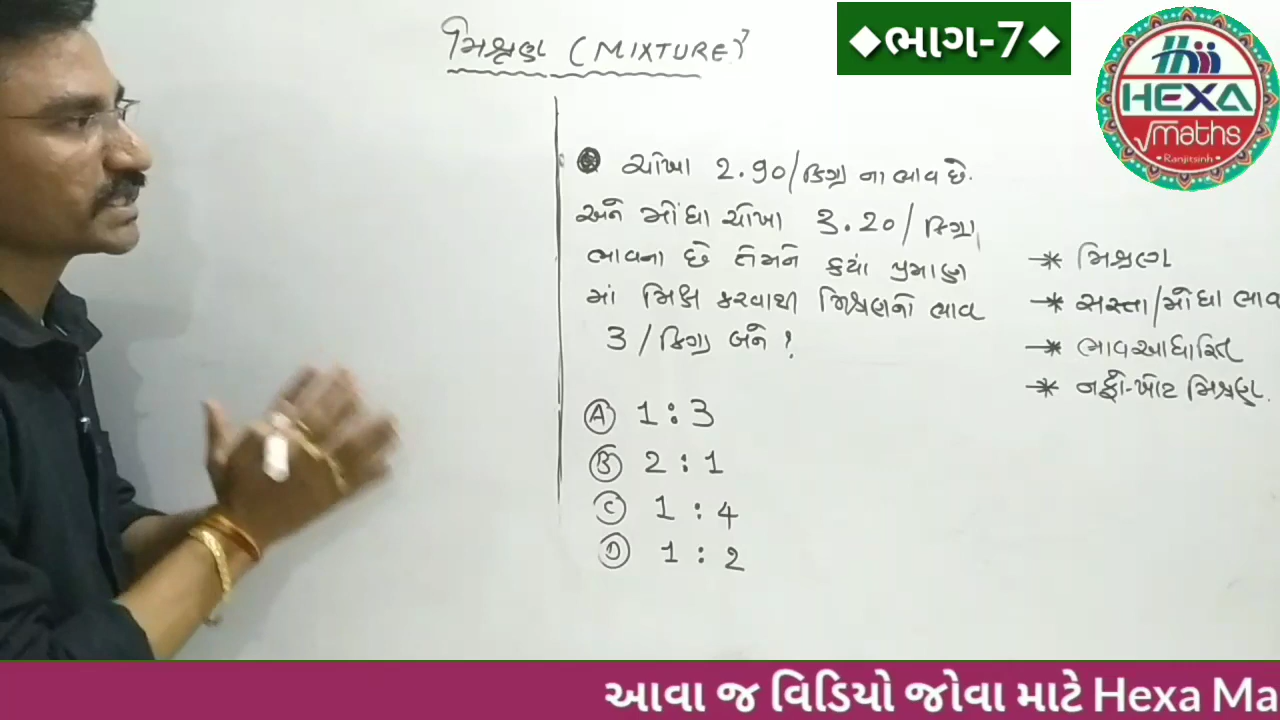 મિશ્રણ (MIXTURE)
◆ભાગ-7◆
HEXA
√maths
• Ranjitsinh •
ચોખા 2.90/કિગ્રા ના ભાવ છે.
અને મોંઘા ચોખા 3.20/કિગ્રા
ભાવના છે તેમને કયા પ્રમાણ
માં મિક્ષ કરવાથી મિશ્રણનો ભાવ
3/કિગ્રા બને ?
(A) 1 : 3
(B) 2 : 1
(C) 1 : 4
(D) 1 : 2
* મિશ્રણ
* સસ્તા/મોંઘા ભાવ
* ભાવઆધારિત
* નફો-ખોટ મિશ્રણ.
આવા જ વિડિયો જોવા માટે Hexa Ma